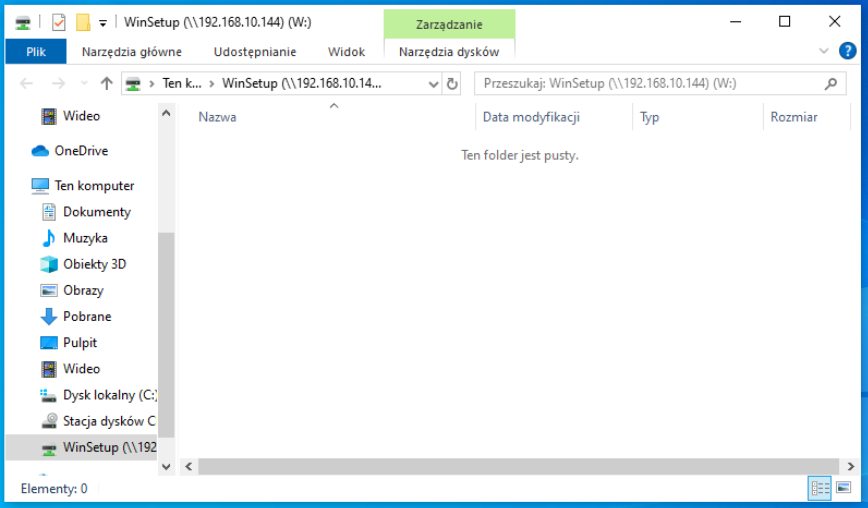 WinSetup (\\192.168.10.144) (W:)
Zarządzanie
Plik
Narzędzia główne
Udostępnianie
Widok
Narzędzia dysków
Ten k... > WinSetup (\\192.168.10.14...
Przeszukaj: WinSetup (\\192.168.10.144) (W:)
Wideo
OneDrive
Ten komputer
Dokumenty
Muzyka
Obiekty 3D
Obrazy
Pobrane
Pulpit
Wideo
Dysk lokalny (C:)
Stacja dysków C
WinSetup (\\192
Nazwa
Data modyfikacji
Typ
Rozmiar
Ten folder jest pusty.
Elementy: 0